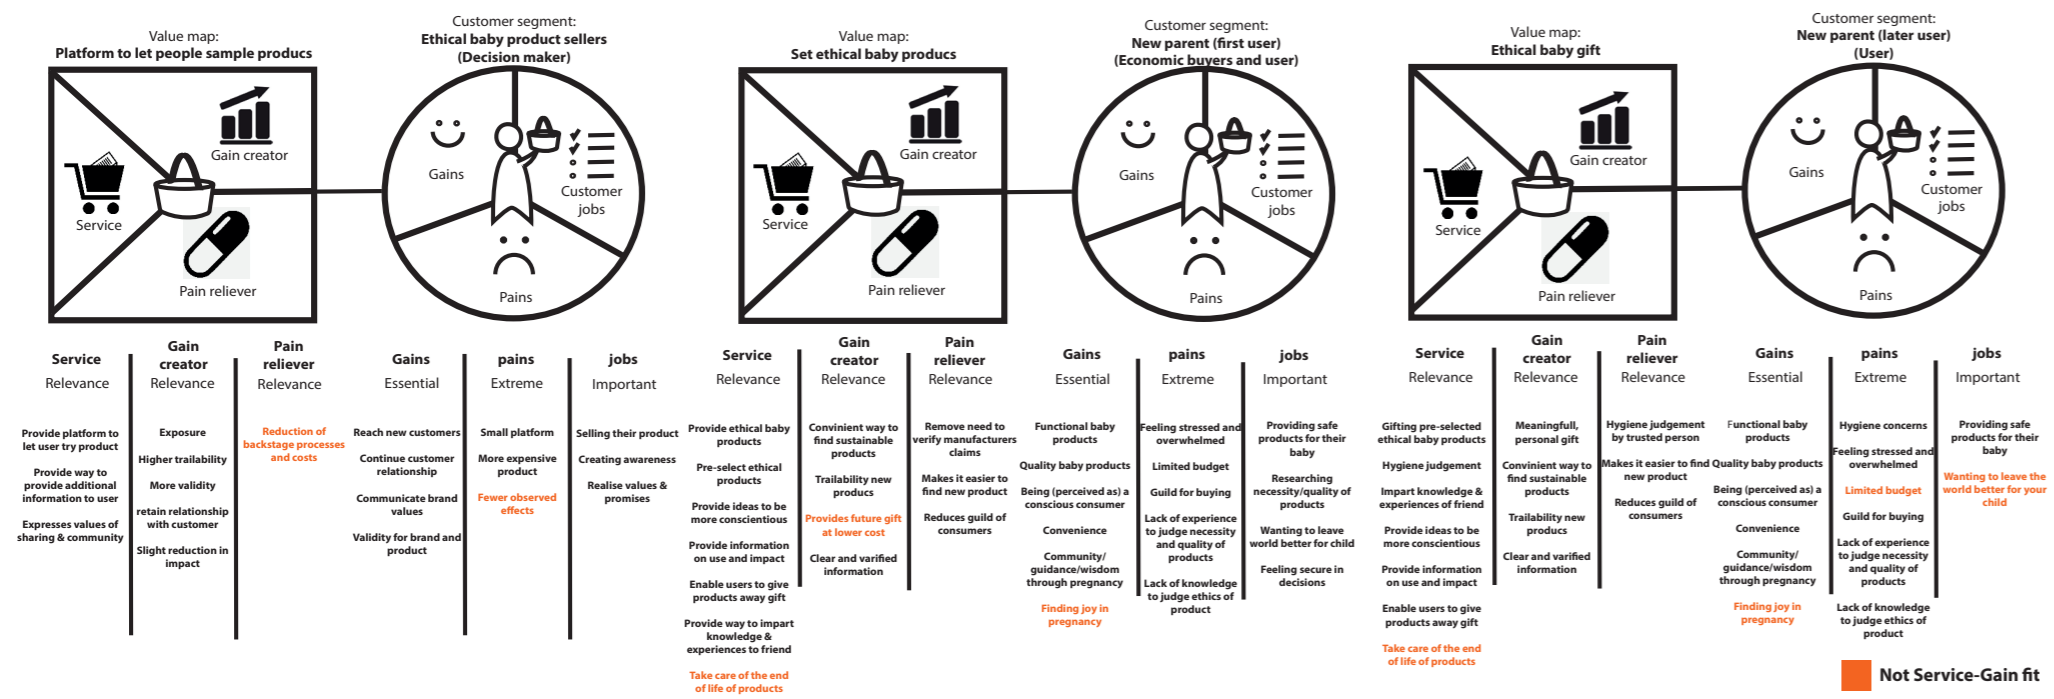 Value map:
Platform to let people sample producs
Customer segment:
Ethical baby product sellers
(Decision maker)
Gain creator
Service
Pain reliever
Gains
Customer
jobs
Pains
Service
Relevance
Provide platform to
let user try product
Provide way to
provide additional
information to user
Expresses values of
sharing & community
Gain
creator
Relevance
Exposure
Higher trailability
More validity
retain relationship
with customer
Slight reduction in
impact
Pain
reliever
Relevance
Reduction of
backstage processes
and costs
Gains
Essential
Reach new customers
Continue customer
relationship
Communicate brand
values
Validity for brand and
product
pains
Extreme
Small platform
More expensive
product
Fewer observed
effects
jobs
Important
Selling their product
Creating awareness
Realise values &
promises
Value map:
Set ethical baby producs
Customer segment:
New parent (first user)
(Economic buyers and user)
Gain creator
Service
Pain reliever
Gains
Customer
jobs
Pains
Service
Relevance
Provide ethical baby
products
Pre-select ethical
products
Provide ideas to be
more conscientious
Provide information
on use and impact
Enable users to give
products away gift
Provide way to impart
knowledge &
experiences to friend
Take care of the end
of life of products
Gain
creator
Relevance
Convinient way to
find sustainable
products
Trailability new
producs
Provides future gift
at lower cost
Clear and varified
information
Pain
reliever
Relevance
Remove need to
verify manufacturers
claims
Makes it easier to
find new product
Reduces guild of
consumers
Gains
Essential
Functional baby
products
Quality baby products
Being (perceived as) a
conscious consumer
Convenience
Community/
guidance/wisdom
through pregnancy
Finding joy in
pregnancy
pains
Extreme
Feeling stressed and
overwhelmed
Limited budget
Guild for buying
Lack of experience
to judge necessity
and quality of
products
Lack of knowledge
to judge ethics of
product
jobs
Important
Providing safe
products for their
baby
Researching
necessity/quality of
products
Wanting to leave
world better for child
Feeling secure in
decisions
Value map:
Ethical baby gift
Customer segment:
New parent (later user)
(User)
Gain creator
Service
Pain reliever
Gains
Customer
jobs
Pains
Service
Relevance
Gifting pre-selected
ethical baby products
Hygiene judgement
Impart knowledge &
experiences of friend
Provide ideas to be
more conscientious
Provide information
on use and impact
Enable users to give
products away gift
Take care of the end
of life of products
Gain
creator
Relevance
Meaningfull,
personal gift
Convinient way to
find sustainable
products
Trailability new
producs
Clear and varified
information
Pain
reliever
Relevance
Hygiene judgement
by trusted person
Makes it easier to find
new product
Reduces guilt of
consumers
Gains
Essential
Functional baby
products
Quality baby products
Being (perceived as) a
conscious consumer
Convenience
Community/
guidance/wisdom
through pregnancy
Finding joy in
pregnancy
pains
Extreme
Hygiene concerns
Feeling stressed and
overwhelmed
Limited budget
Guild for buying
Lack of experience
to judge necessity
and quality of
products
Lack of knowledge
to judge ethics of
product
jobs
Important
Providing safe
products for their
baby
Wanting to leave the
world better for your
child
Not Service-Gain fit